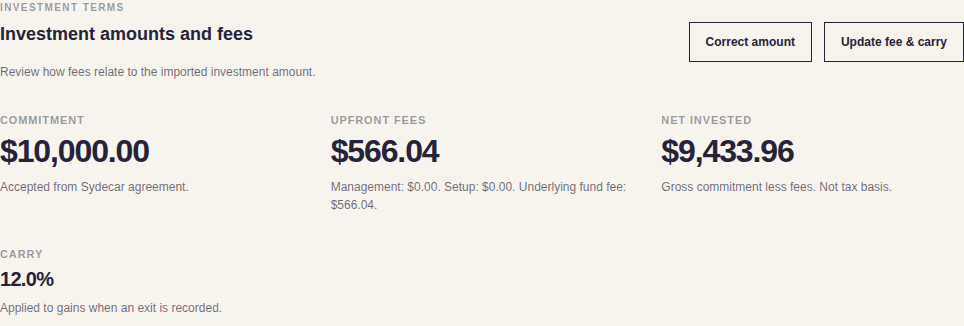 INVESTMENT TERMS
Investment amounts and fees
Correct amount
Update fee & carry
Review how fees relate to the imported investment amount.
COMMITMENT
$10,000.00
Accepted from Sydecar agreement.
UPFRONT FEES
$566.04
Management: $0.00. Setup: $0.00. Underlying fund fee:
$566.04.
NET INVESTED
$9,433.96
Gross commitment less fees. Not tax basis.
CARRY
12.0%
Applied to gains when an exit is recorded.